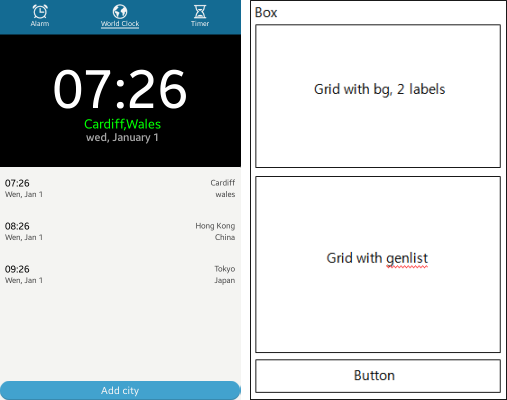 Alarm
World Clock
Timer
07:26
Cardiff,Wales
wed, January 1
07:26
Cardiff
Wen, Jan 1
wales
08:26
Hong Kong
Wen, Jan 1
China
09:26
Tokyo
Wen, Jan 1
Japan
Add city
Box
Grid with bg, 2 labels
Grid with genlist
Button